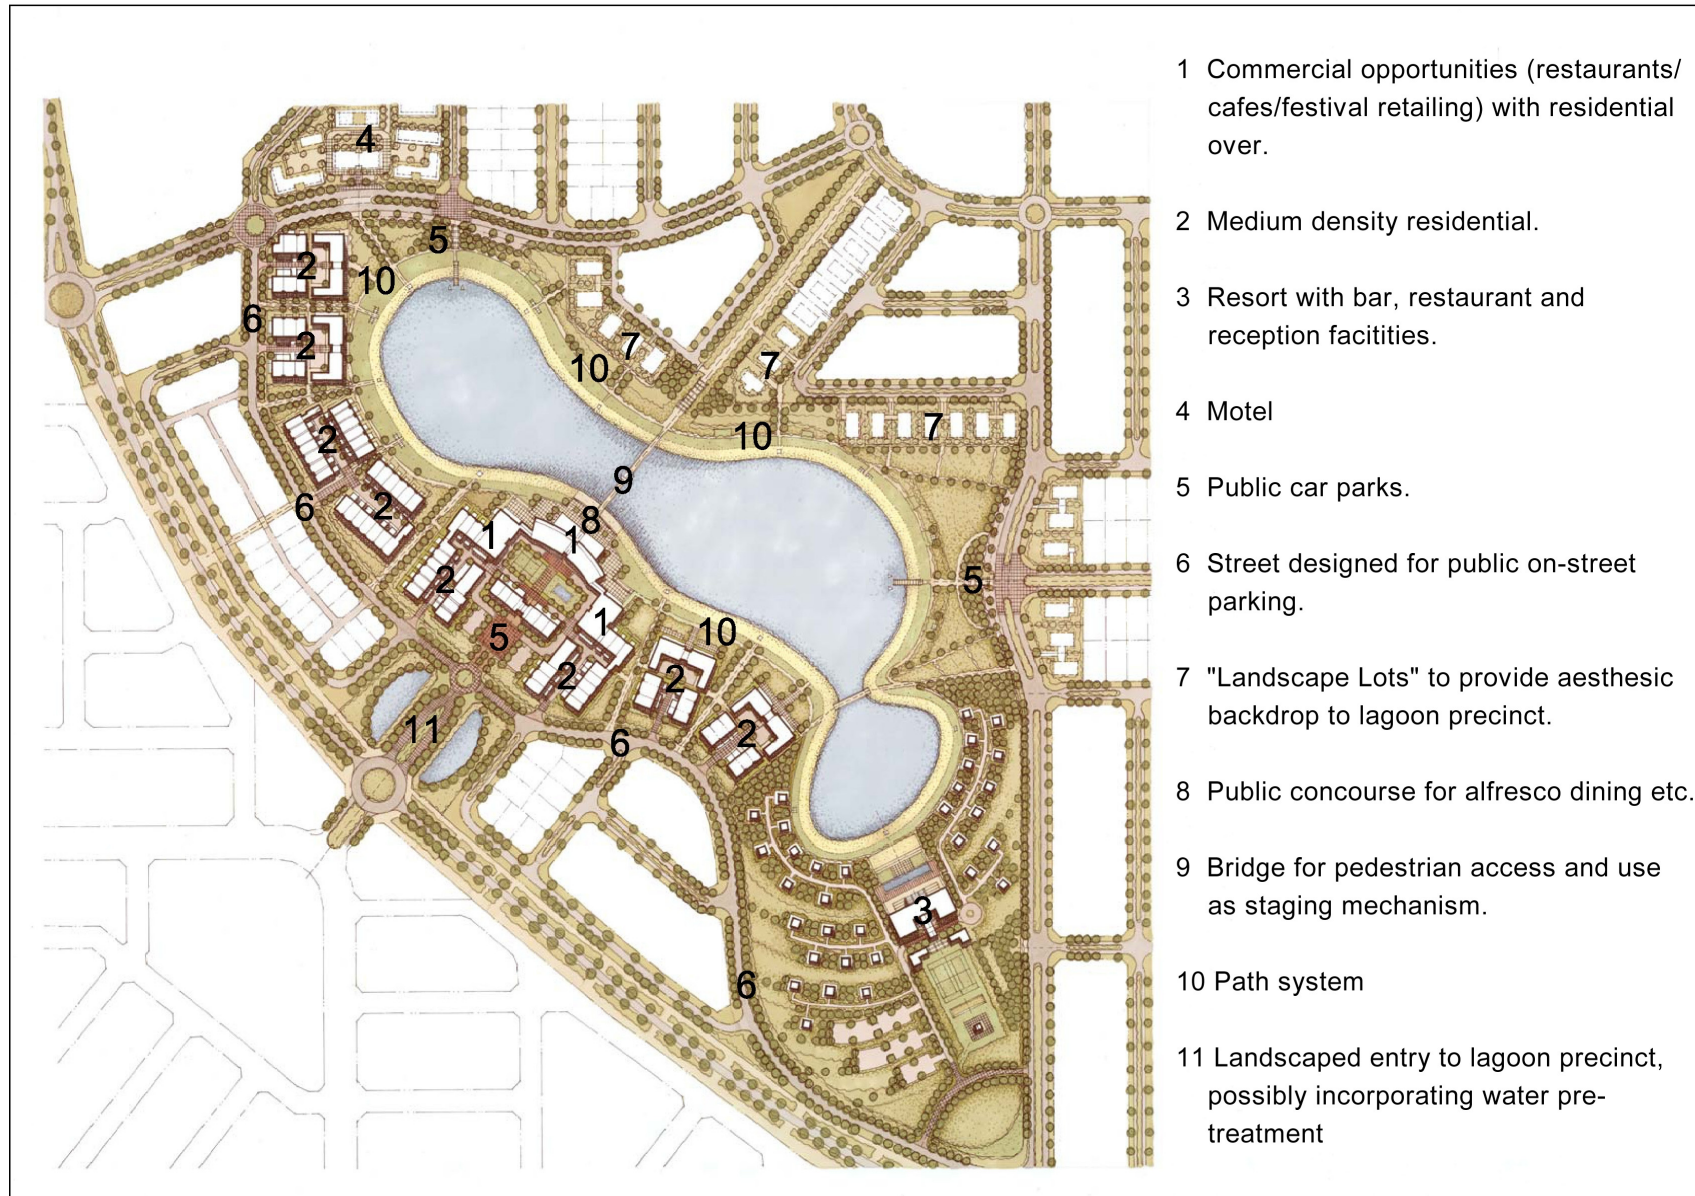 1 Commercial opportunities (restaurants/
cafes/festival retailing) with residential
over.
2 Medium density residential.
3 Resort with bar, restaurant and
reception facitities.
4 Motel
5 Public car parks.
6 Street designed for public on-street
parking.
7 "Landscape Lots" to provide aesthesic
backdrop to lagoon precinct.
8 Public concourse for alfresco dining etc.
9 Bridge for pedestrian access and use
as staging mechanism.
10 Path system
11 Landscaped entry to lagoon precinct,
possibly incorporating water pre-
treatment
4
5
2
10
6
2
7
7
10
2
7
10
9
6
2
8
1
1
2
5
1
5
10
2
2
11
2
6
3
6